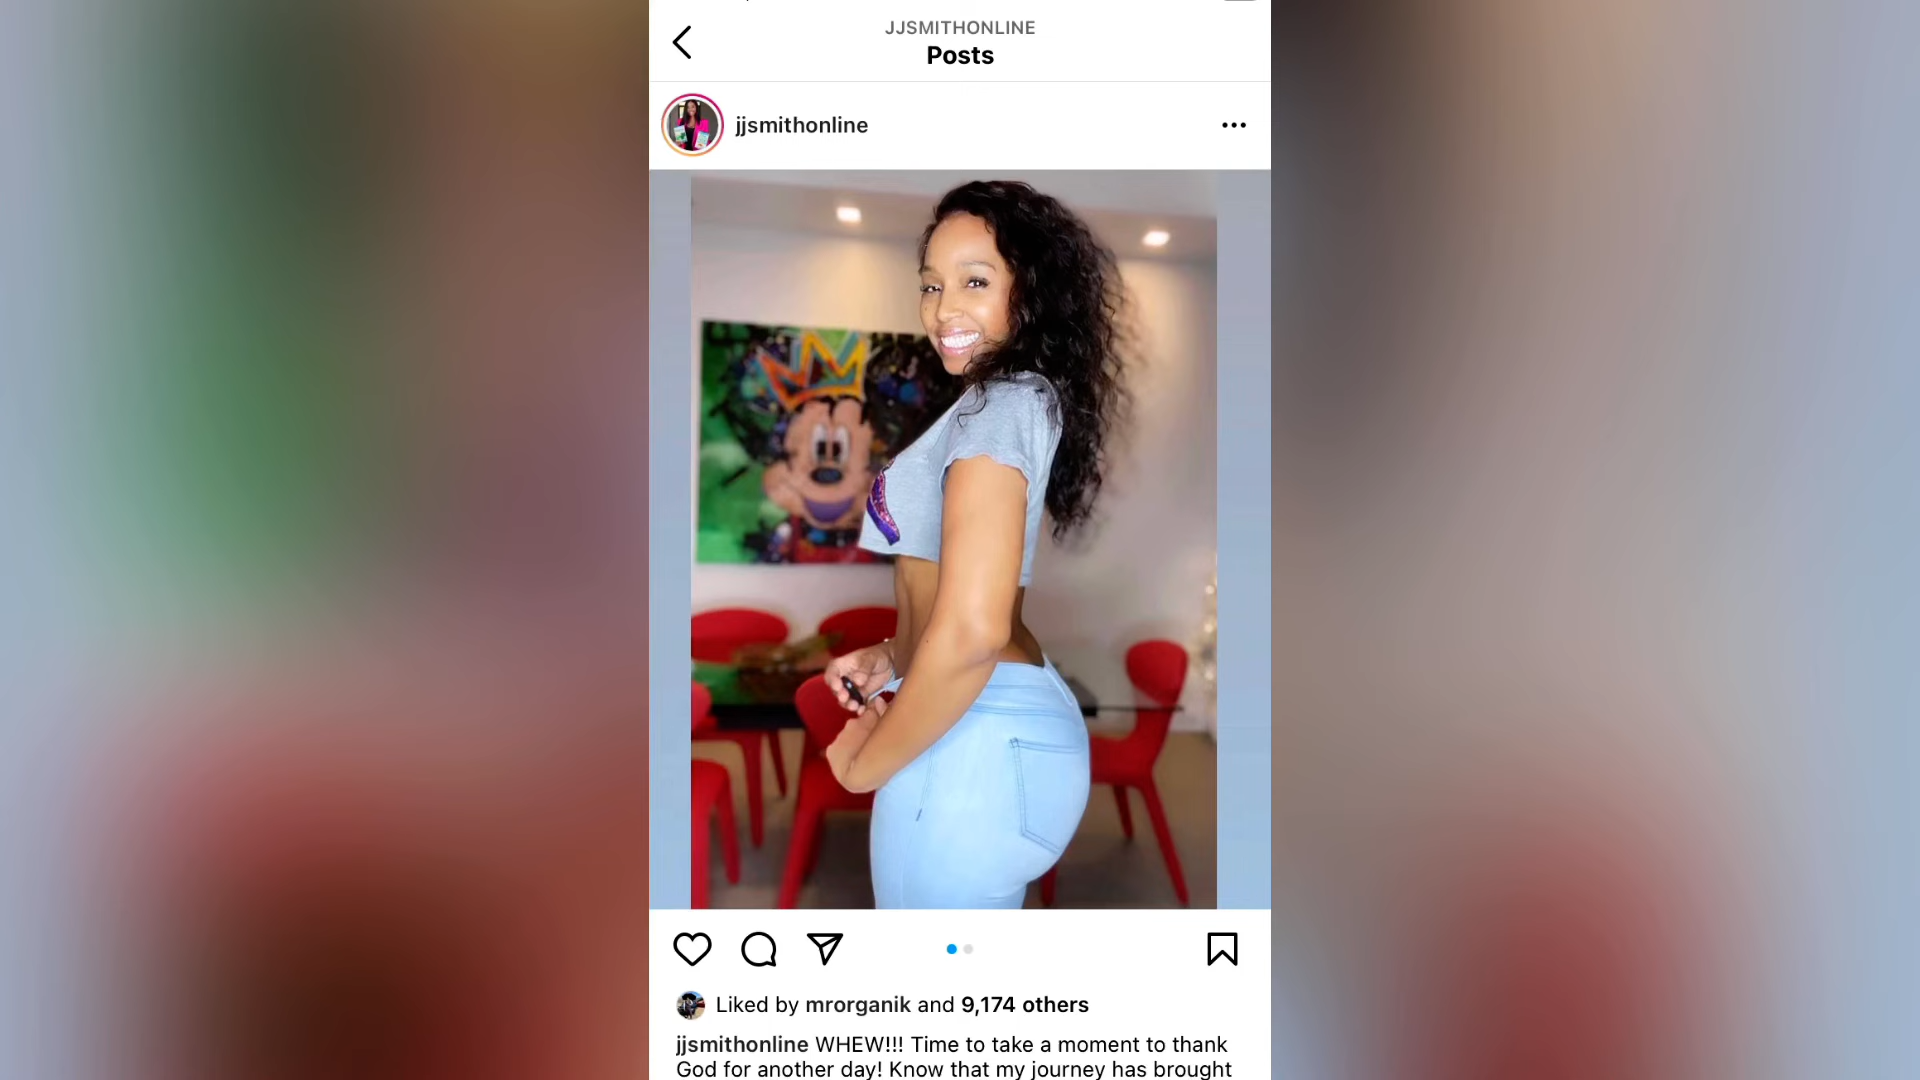 JJSMITHONLINE
Posts
jjsmithonline
Liked by mrorganik and 9,174 others
jjsmithonline WHEW!!! Time to take a moment to thank
God for another day! Know that my journey has brought